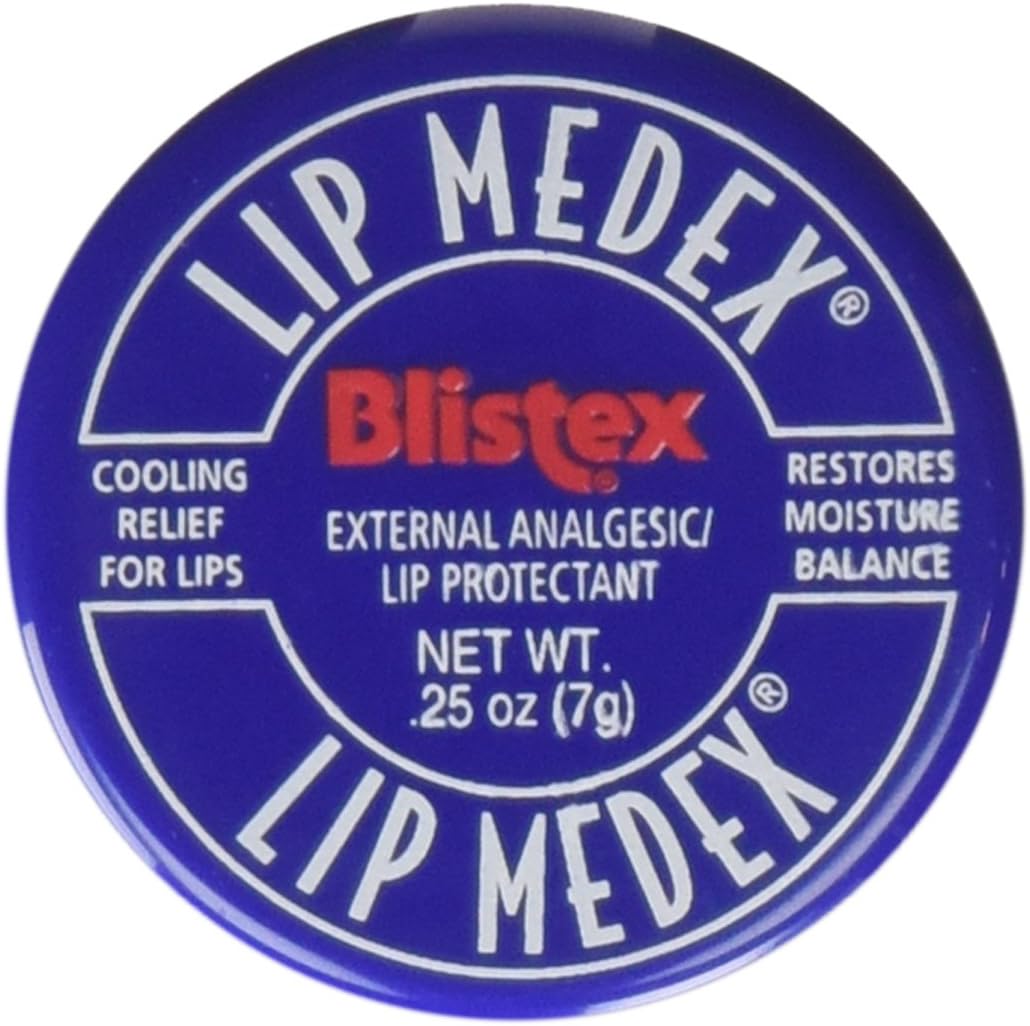 LIP MEDEX®
Blistex®
COOLING
RELIEF
FOR LIPS
EXTERNAL ANALGESIC/
LIP PROTECTANT
NET WT.
.25 oz (7g)
RESTORES
MOISTURE
BALANCE
LIP MEDEX®